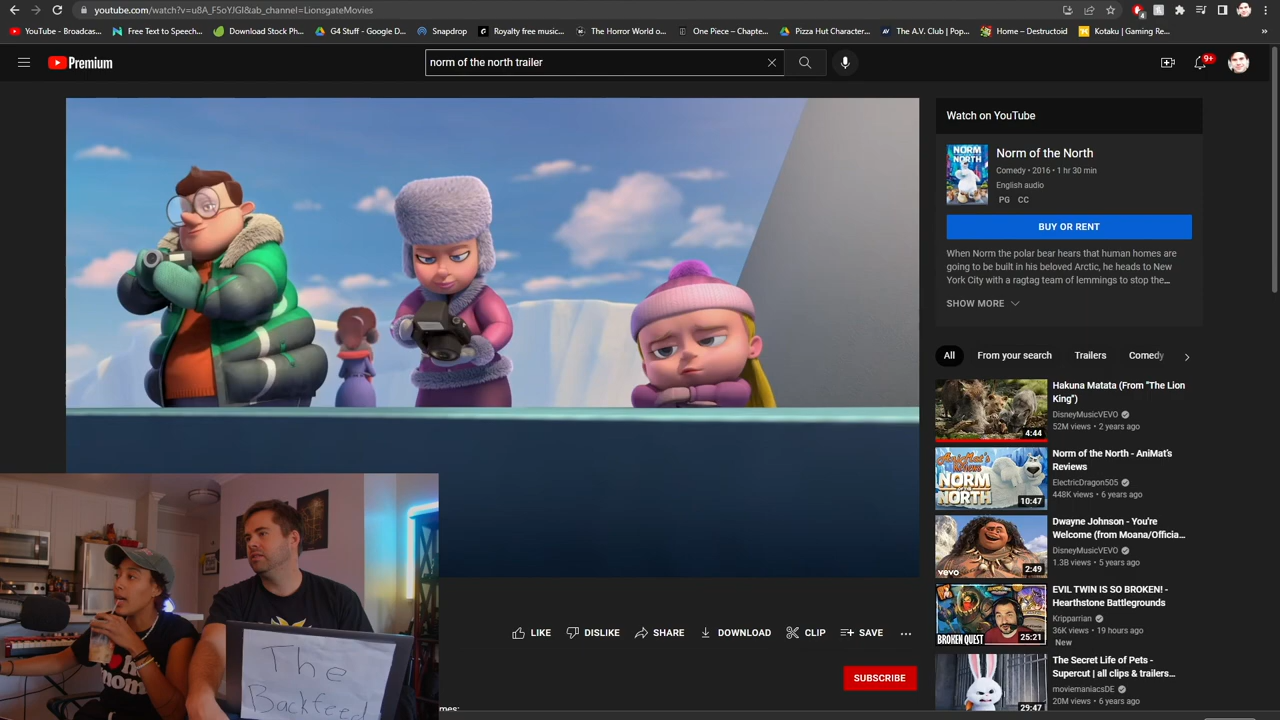 youtube.com/watch?v=u8A_F5oYJGI&ab_channel=LionsgateMovies
YouTube - Broadcas...
Free Text to Speech...
Download Stock Ph...
G4 Stuff - Google D...
Snapdrop
Royalty free music...
The Horror World o...
One Piece – Chapte...
Pizza Hut Character...
The A.V. Club | Pop...
Home – Destructoid
Kotaku | Gaming Re...
»
Premium
norm of the north trailer
9+
Watch on YouTube
NORM OF THE NORTH
Norm of the North
Comedy • 2016 • 1 hr 30 min
English audio
PG CC
BUY OR RENT
When Norm the polar bear hears that human homes are
going to be built in his beloved Arctic, he heads to New
York City with a ragtag team of lemmings to stop the...
SHOW MORE
All
From your search
Trailers
Comedy
4:44
Hakuna Matata (From "The Lion
King")
DisneyMusicVEVO
52M views • 2 years ago
AniMat's
NORM
OF THE
NORTH
10:47
Norm of the North - AniMat's
Reviews
ElectricDragon505
448K views • 6 years ago
vevo
2:49
Dwayne Johnson - You're
Welcome (from Moana/Officia...
DisneyMusicVEVO
1.3B views • 5 years ago
BROKEN QUEST
25:21
EVIL TWIN IS SO BROKEN! -
Hearthstone Battlegrounds
Kripparrian
36K views • 19 hours ago
New
29:47
The Secret Life of Pets -
Supercut | all clips & trailers...
moviemaniacsDE
20M views • 6 years ago
LIKE
DISLIKE
SHARE
DOWNLOAD
CLIP
SAVE
SUBSCRIBE
The
Backfeed